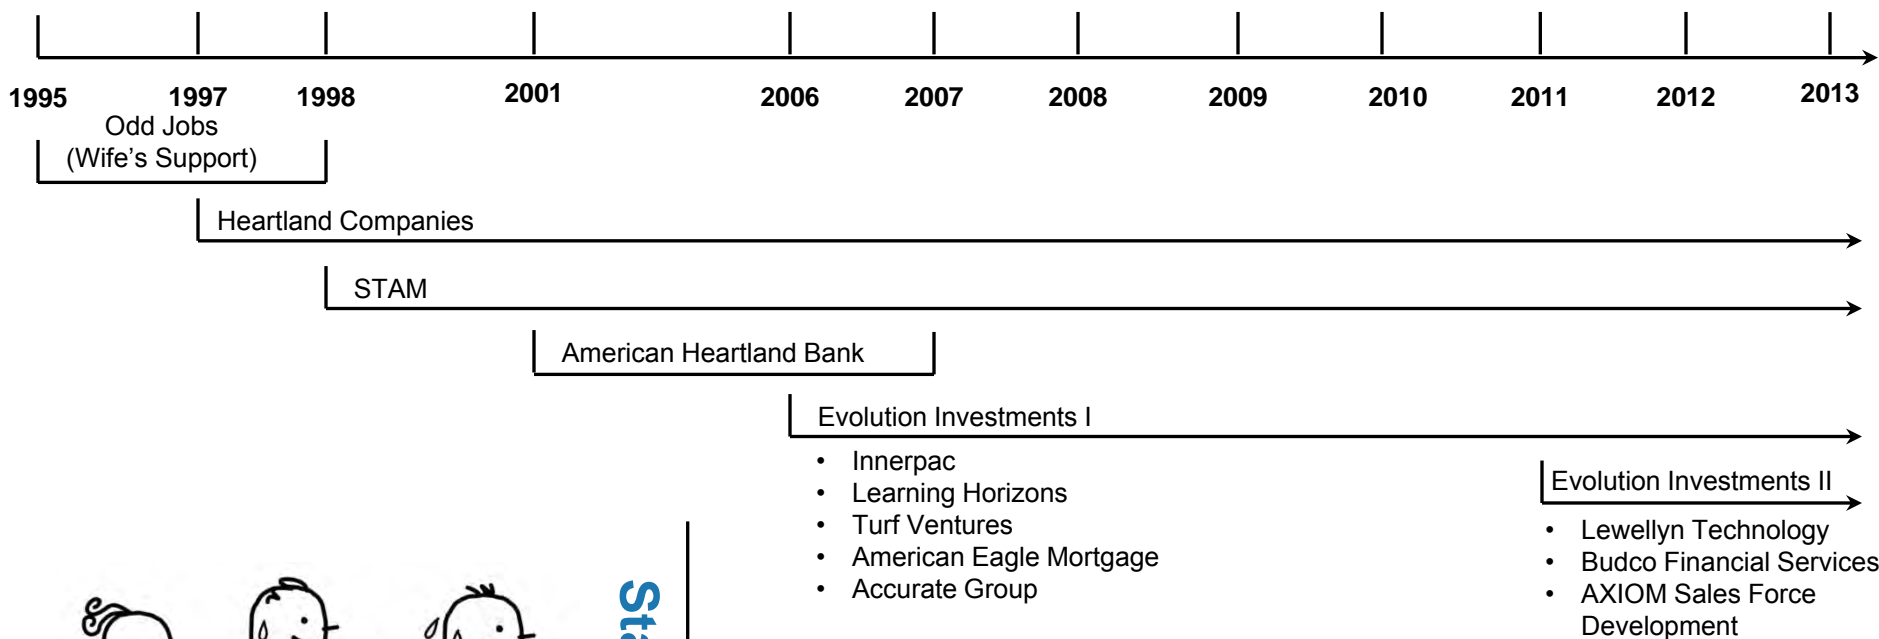 1995 1997 1998 2001 2006 2007 2008 2009 2010 2011 2012 2013
Odd Jobs
(Wife's Support)
Heartland Companies
STAM
American Heartland Bank
Evolution Investments I
• Innerpac
• Learning Horizons
• Turf Ventures
• American Eagle Mortgage
• Accurate Group
Evolution Investments II
• Lewellyn Technology
• Budco Financial Services
• AXIOM Sales Force
Development